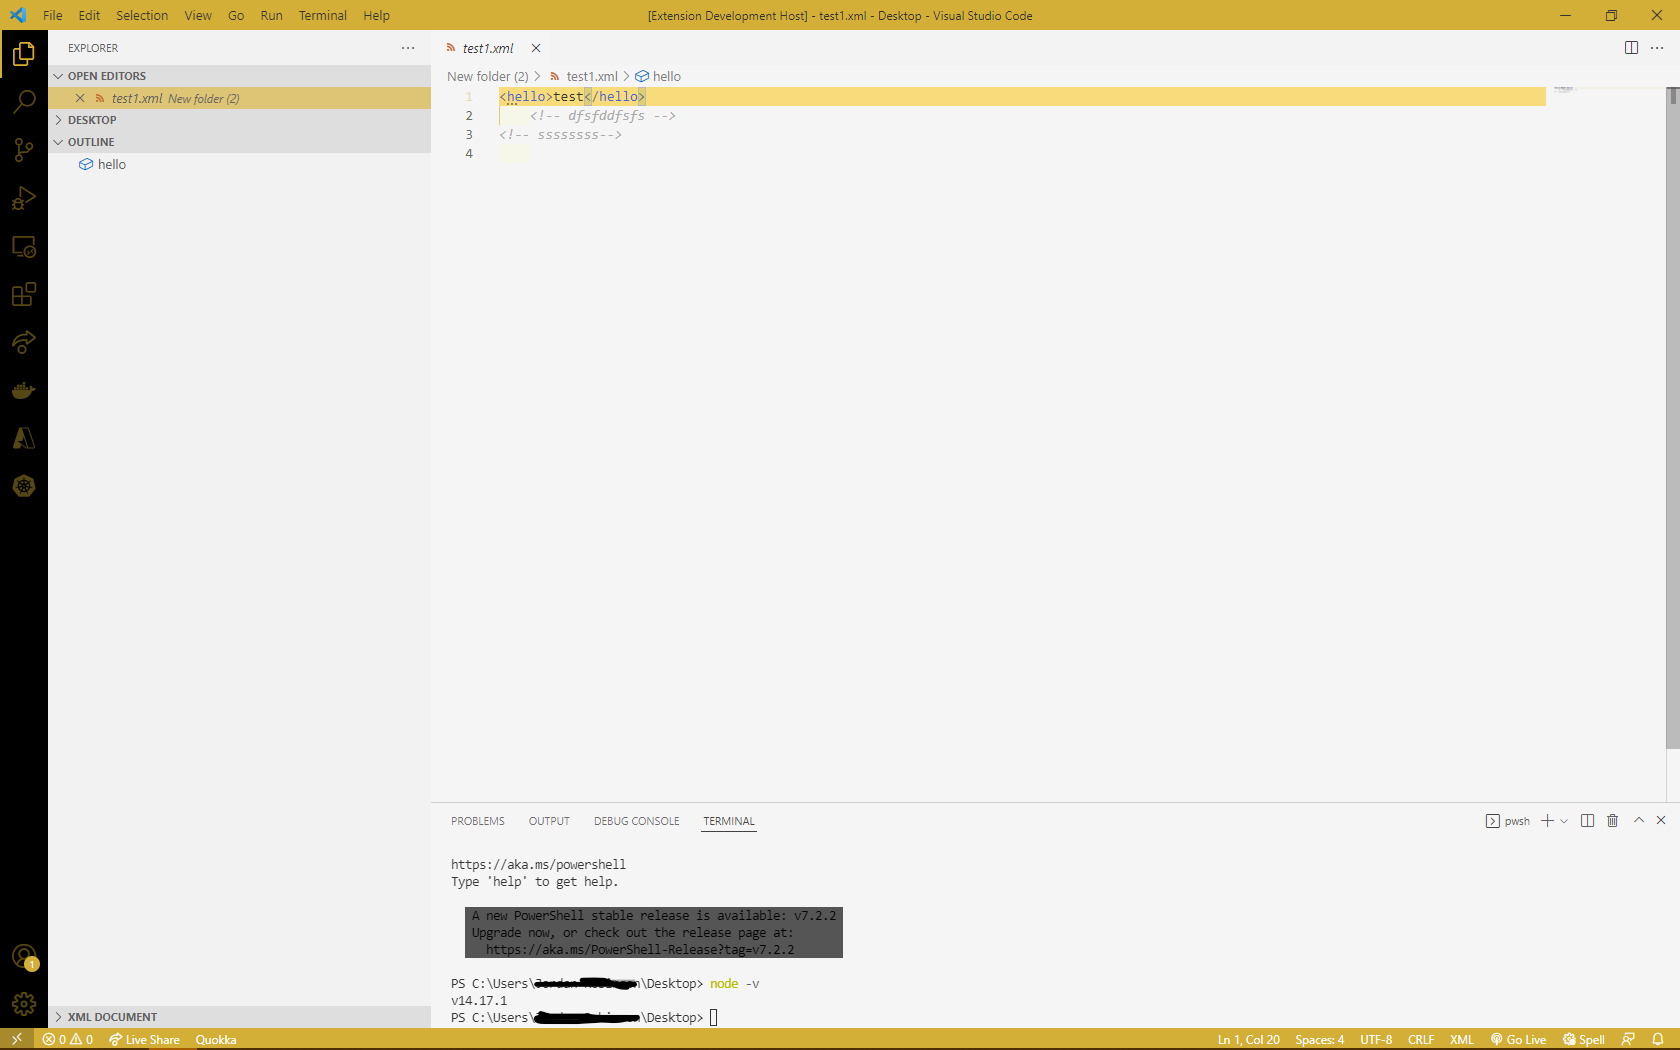 File Edit Selection View Go Run Terminal Help
[Extension Development Host] - test1.xml - Desktop - Visual Studio Code
EXPLORER
OPEN EDITORS
test1.xml New folder (2)
DESKTOP
OUTLINE
hello
XML DOCUMENT
test1.xml
New folder (2) > test1.xml > hello
1 <hello>test</hello>
2 <!-- dfsfddfsfs -->
3 <!-- ssssssss-->
4
PROBLEMS OUTPUT DEBUG CONSOLE TERMINAL
pwsh
https://aka.ms/powershell
Type 'help' to get help.
A new PowerShell stable release is available: v7.2.2
Upgrade now, or check out the release page at:
https://aka.ms/PowerShell-Release?tag=v7.2.2
PS C:\Users\ \Desktop> node -v
v14.17.1
PS C:\Users\ \Desktop>
1
0 0 Live Share Quokka
Ln 1, Col 20 Spaces: 4 UTF-8 CRLF XML Go Live Spell